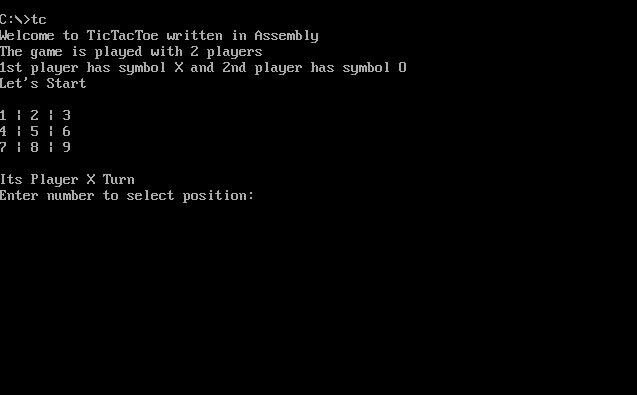 C:\>tc
Welcome to TicTacToe written in Assembly
The game is played with 2 players
1st player has symbol X and 2nd player has symbol O
Let's Start
1 ¦ 2 ¦ 3
4 ¦ 5 ¦ 6
7 ¦ 8 ¦ 9
Its Player X Turn
Enter number to select position: